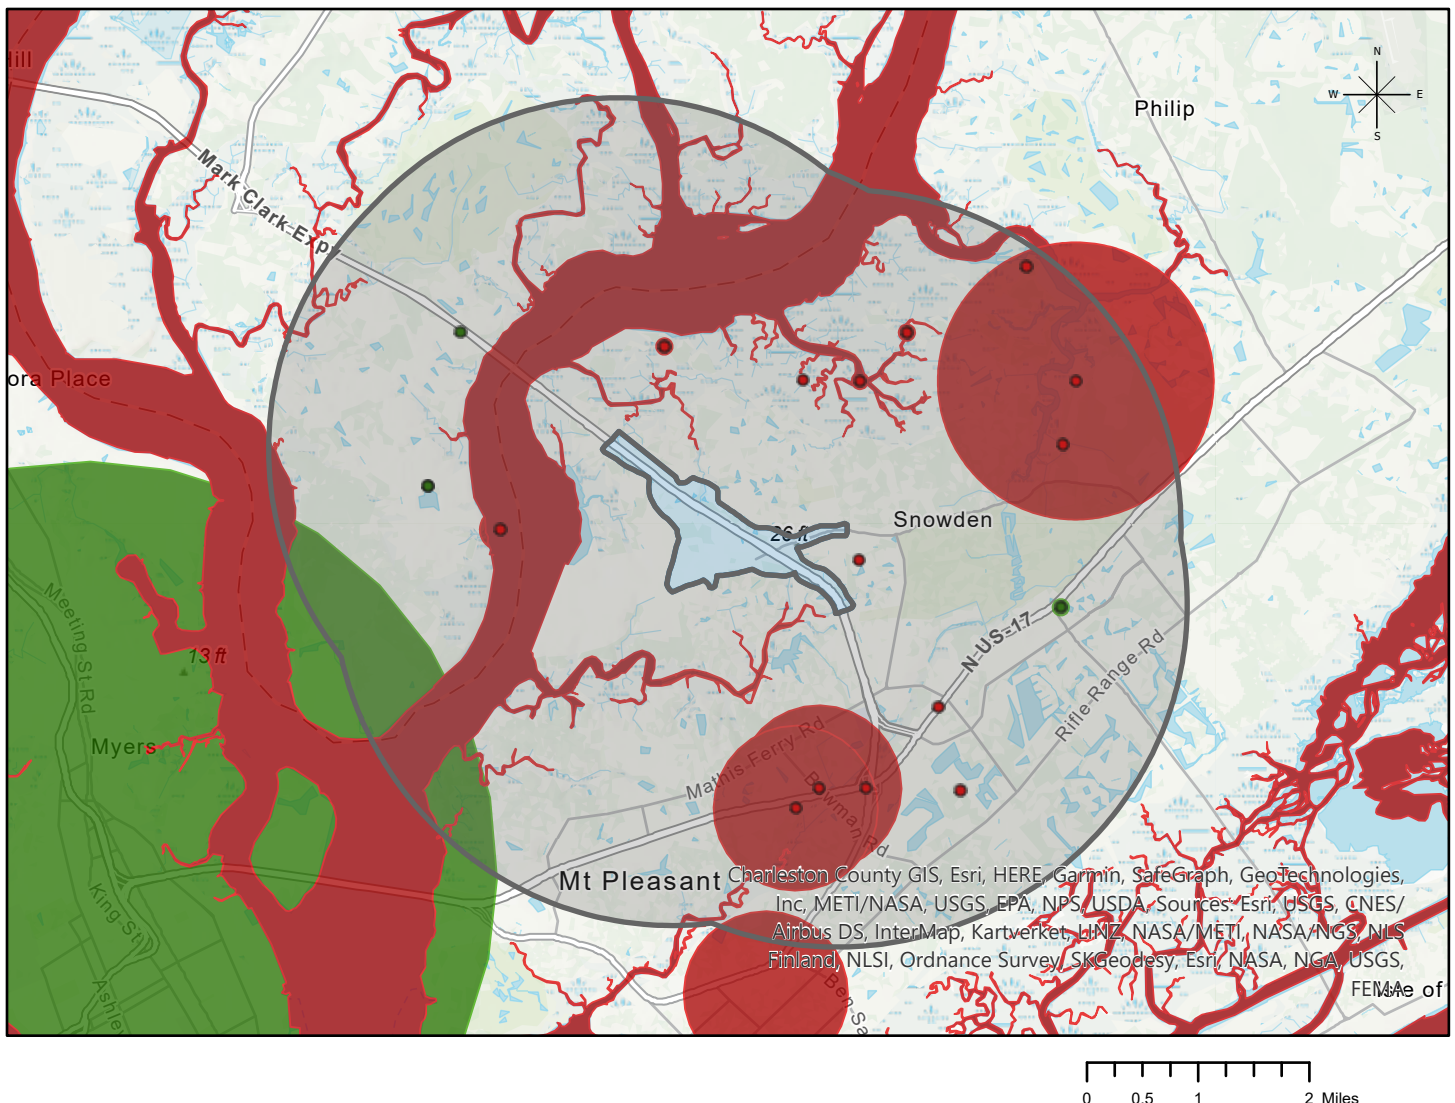 N
W E
S
Hill
Philip
Mark Clark Expy
ora Place
26 ft
Snowden
Meeting St Rd
13 ft
N US-17
Rifle Range Rd
Myers
Mathis Ferry Rd
Bowman Rd
Mt Pleasant
King St
Charleston County GIS, Esri, HERE, Garmin, SafeGraph, GeoTechnologies,
Inc, METI/NASA, USGS, EPA, NPS, USDA, Sources: Esri, USGS, CNES/
Airbus DS, InterMap, Kartverket, LINZ, NASA/METI, NASA/NGS, NLS
Finland, NLSI, Ordnance Survey, SKGeodesy, Esri, NASA, NGA, USGS,
FEMA
of
Ashley
Ben Sa
0 0.5 1 2 Miles